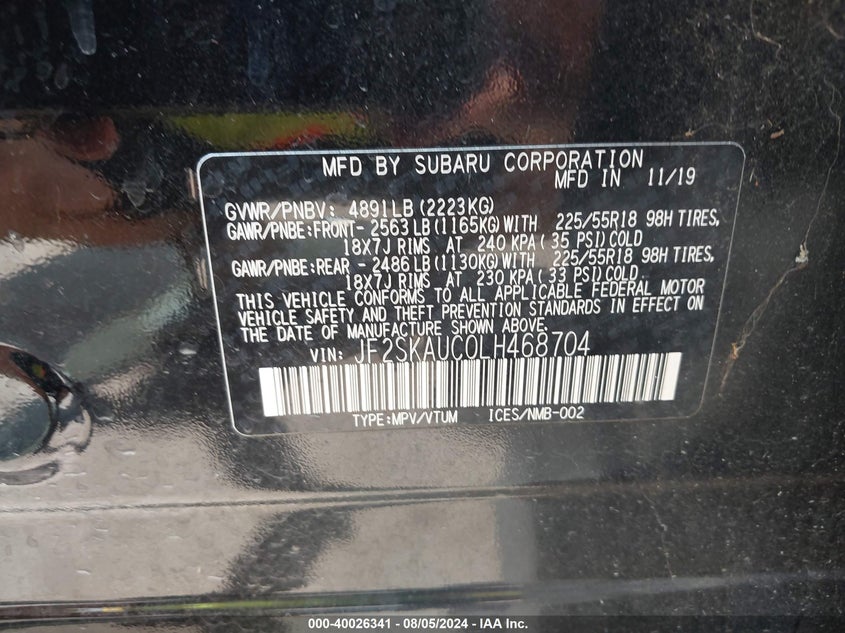 MFD BY SUBARU CORPORATION
MFD IN 11/19
GVWR/PNBV: 4891LB (2223KG)
GAWR/PNBE:FRONT- 2563LB(1165KG)WITH 225/55R18 98H TIRES,
18X7J RIMS AT 240 KPA( 35 PSI)COLD
GAWR/PNBE:REAR - 2486LB(1130KG)WITH 225/55R18 98H TIRES,
18X7J RIMS AT 230 KPA( 33 PSI)COLD
THIS VEHICLE CONFORMS TO ALL APPLICABLE FEDERAL MOTOR
VEHICLE SAFETY AND THEFT PREVENTION STANDARDS IN EFFECT ON
THE DATE OF MANUFACTURE SHOWN ABOVE.
VIN: JF2SKAUC0LH468704
TYPE:MPV/VTUM ICES/NMB-002
000-40026341 - 08/05/2024 - IAA Inc.